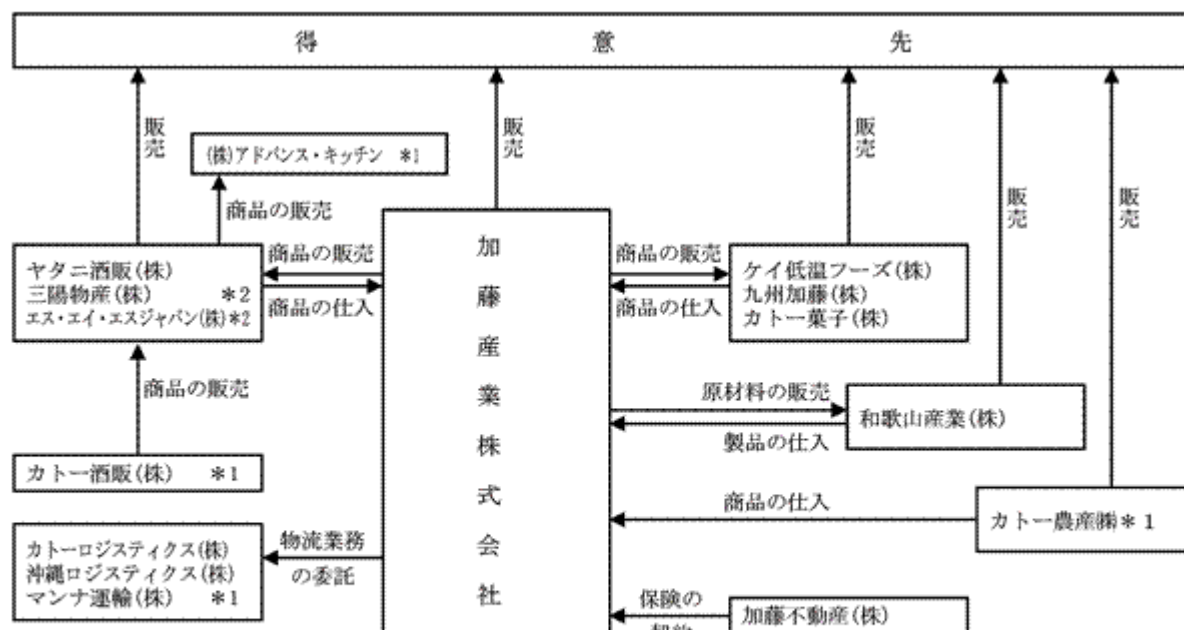 得意先
販売
販売
販売
販売
販売
(株)アドバンス・キッチン *1
商品の販売
加藤産業株式会社
商品の販売
商品の仕入
商品の販売
商品の仕入
ヤタニ酒販(株)
三陽物産(株) *2
エス・エイ・エスジャパン(株)*2
ケイ低温フーズ(株)
九州加藤(株)
カトー菓子(株)
商品の販売
原材料の販売
製品の仕入
和歌山産業(株)
カトー酒販(株) *1
商品の仕入
カトー農産㈱*1
カトーロジスティクス(株)
沖縄ロジスティクス(株)
マンナ運輸(株) *1
物流業務
の委託
保険の
加藤不動産(株)